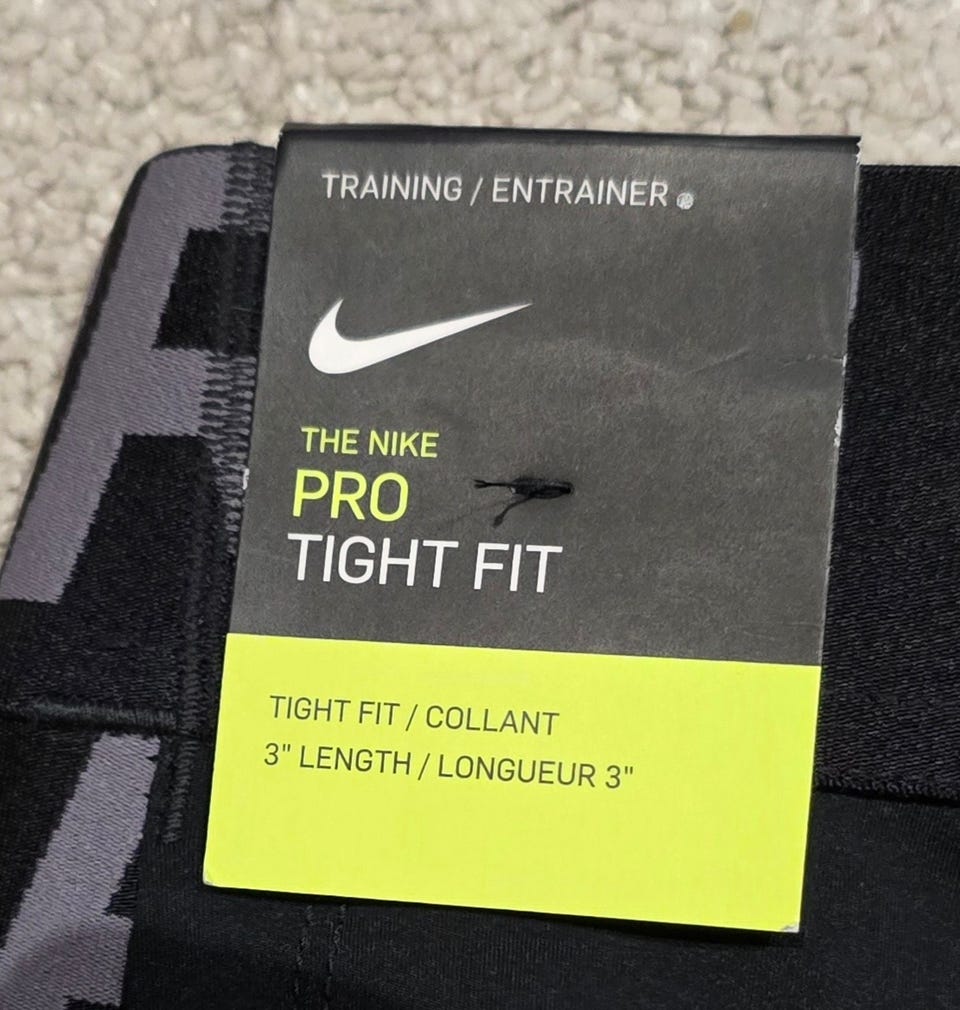 TRAINING / ENTRAINER
THE NIKE
PRO
TIGHT FIT
TIGHT FIT / COLLANT
3" LENGTH / LONGUEUR 3"